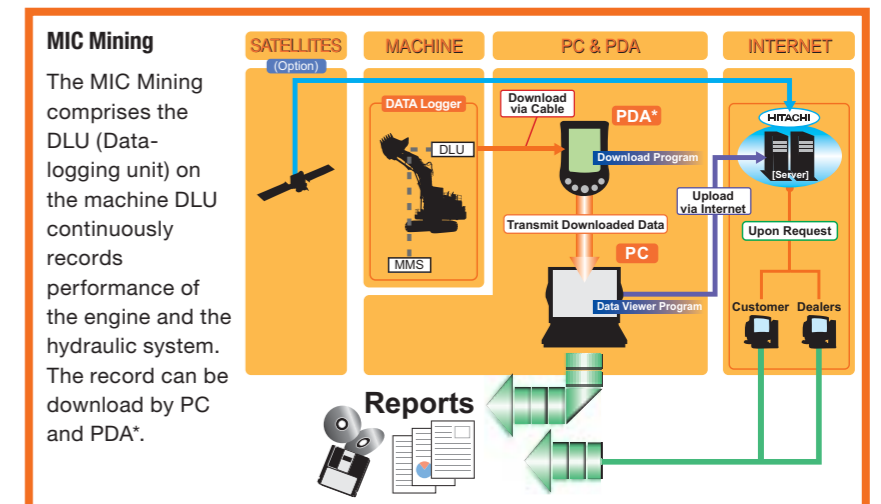 MIC Mining
The MIC Mining
comprises the
DLU (Data-
logging unit) on
the machine DLU
continuously
records
performance of
the engine and the
hydraulic system.
The record can be
download by PC
and PDA*.
SATELLITES
(Option)
MACHINE
PC & PDA
INTERNET
DATA Logger
DLU
MMS
Download
via Cable
PDA*
Download Program
Transmit Downloaded Data
PC
Data Viewer Program
Upload
via Internet
HITACHI
[Server]
Upon Request
Customer Dealers
Reports